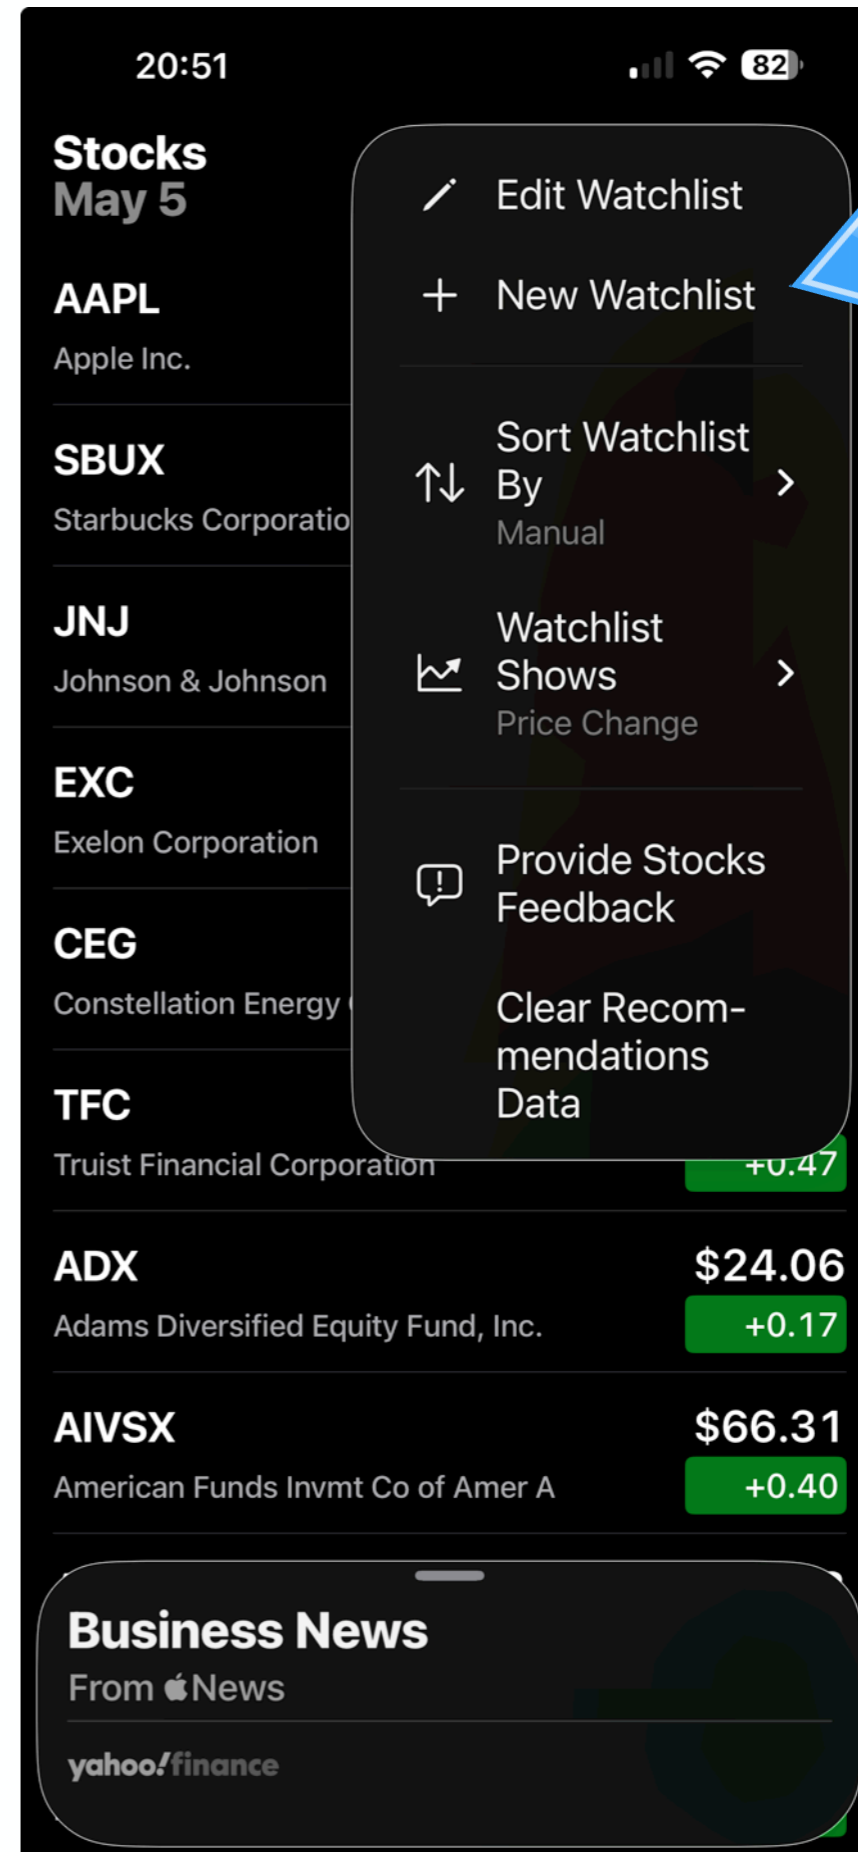 20:51
82
Stocks
May 5
Edit Watchlist
New Watchlist
Sort Watchlist
By
Manual
Watchlist
Shows
Price Change
Provide Stocks
Feedback
Clear Recom-
mendations
Data
AAPL
Apple Inc.
SBUX
Starbucks Corporatio
JNJ
Johnson & Johnson
EXC
Exelon Corporation
CEG
Constellation Energy
TFC
Truist Financial Corporation
+0.47
ADX
$24.06
Adams Diversified Equity Fund, Inc.
+0.17
AIVSX
$66.31
American Funds Invmt Co of Amer A
+0.40
Business News
From News
yahoo!finance